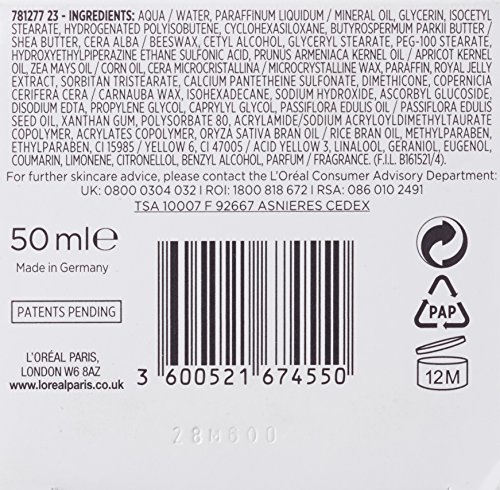 781277 23 - INGREDIENTS: AQUA / WATER, PARAFFINUM LIQUIDUM / MINERAL OIL, GLYCERIN, ISOCETYL
STEARATE, HYDROGENATED POLYISOBUTENE, CYCLOHEXASILOXANE, BUTYROSPERMUM PARKII BUTTER /
SHEA BUTTER, CERA ALBA / BEESWAX, CETYL ALCOHOL, GLYCERYL STEARATE, PEG-100 STEARATE,
HYDROXYETHYLPIPERAZINE ETHANE SULFONIC ACID, PRUNUS ARMENIACA KERNEL OIL / APRICOT KERNEL
OIL, ZEA MAYS OIL / CORN OIL, CERA MICROCRISTALLINA / MICROCRYSTALLINE WAX, PARAFFIN, ROYAL JELLY
EXTRACT, SORBITAN TRISTEARATE, CALCIUM PANTETHEINE SULFONATE, DIMETHICONE, COPERNICIA
CERIFERA CERA / CARNAUBA WAX, ISOHEXADECANE, SODIUM HYDROXIDE, ASCORBYL GLUCOSIDE,
DISODIUM EDTA, PROPYLENE GLYCOL, CAPRYLYL GLYCOL, PASSIFLORA EDULIS OIL / PASSIFLORA EDULIS
SEED OIL, XANTHAN GUM, POLYSORBATE 80, ACRYLAMIDE/SODIUM ACRYLOYLDIMETHYLTAURATE
COPOLYMER, ACRYLATES COPOLYMER, ORYZA SATIVA BRAN OIL / RICE BRAN OIL, METHYLPARABEN,
ETHYLPARABEN, CI 15985 / YELLOW 6, CI 47005 / ACID YELLOW 3, LINALOOL, GERANIOL, EUGENOL,
COUMARIN, LIMONENE, CITRONELLOL, BENZYL ALCOHOL, PARFUM / FRAGRANCE. (F.I.L. B161521/4).
For further skincare advice, please contact the L'Oréal Consumer Advisory Department:
UK: 0800 0304 032 | ROI: 1800 818 672 | RSA: 086 010 2491
TSA 10007 F 92667 ASNIERES CEDEX
50 ml e
Made in Germany
PATENTS PENDING
L'ORÉAL PARIS,
LONDON W6 8AZ
www.lorealparis.co.uk
3 600521 674550
PAP
12M
28M600